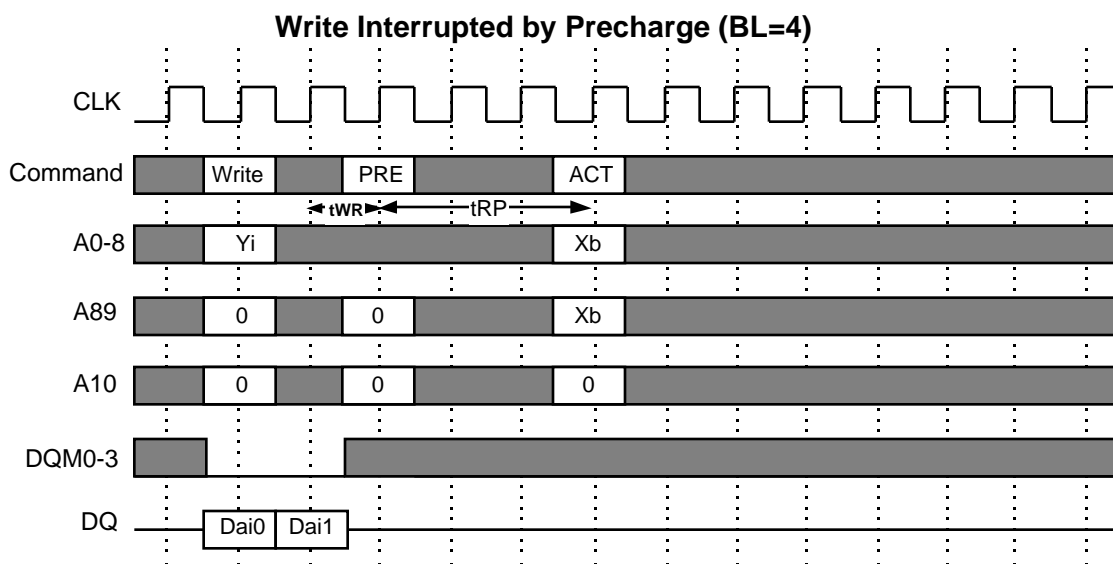 Write Interrupted by Precharge (BL=4)
CLK
Command Write PRE ACT
tWR tRP
A0-8 Yi Xb
A89 0 0 Xb
A10 0 0 0
DQM0-3
DQ Dai0 Dai1